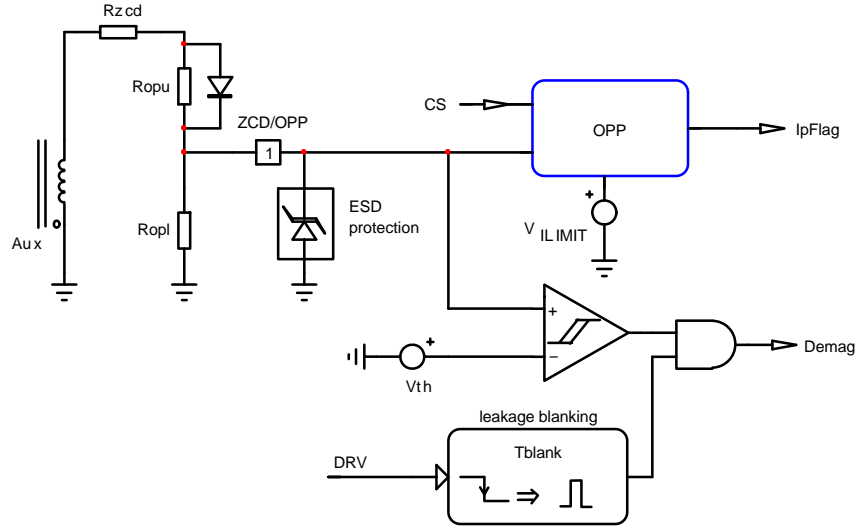 Rzcd
Ropu
ZCD/OPP
1
CS
OPP
IpFlag
+
V ILIMIT
ESD
protection
Ropl
Aux
+
−
+
Vth
Demag
leakage blanking
Tblank
DRV
⇒